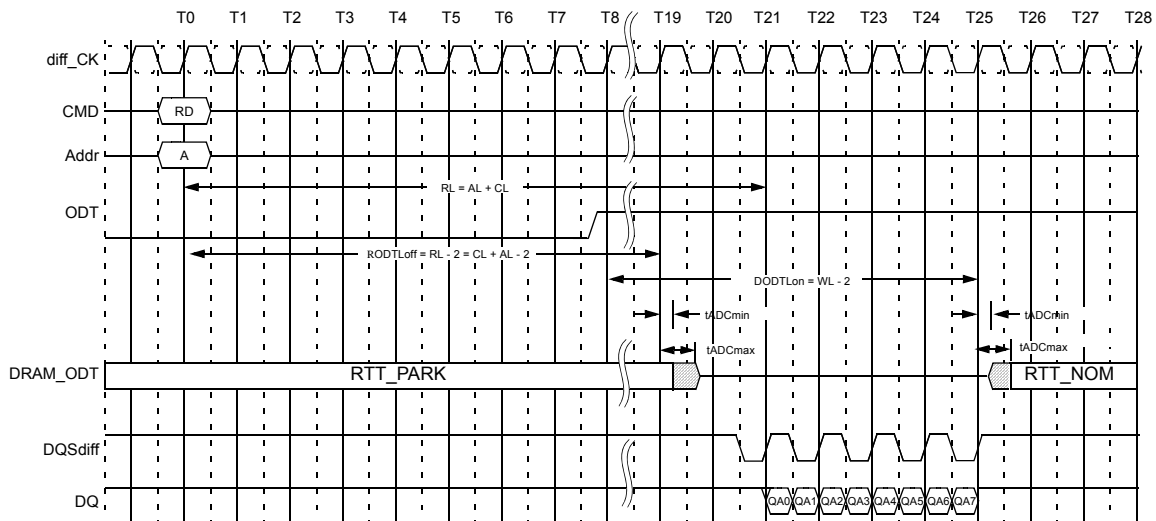 T0 T1 T2 T3 T4 T5 T6 T7 T8 T19 T20 T21 T22 T23 T24 T25 T26 T27 T28
diff_CK
CMD RD
Addr A
RL = AL + CL
ODT
RODTLoff = RL - 2 = CL + AL - 2
DODTLon = WL - 2
tADCmin tADCmin
tADCmax tADCmax
DRAM_ODT RTT_PARK RTT_NOM
DQSdiff
DQ QA0 QA1 QA2 QA3 QA4 QA5 QA6 QA7